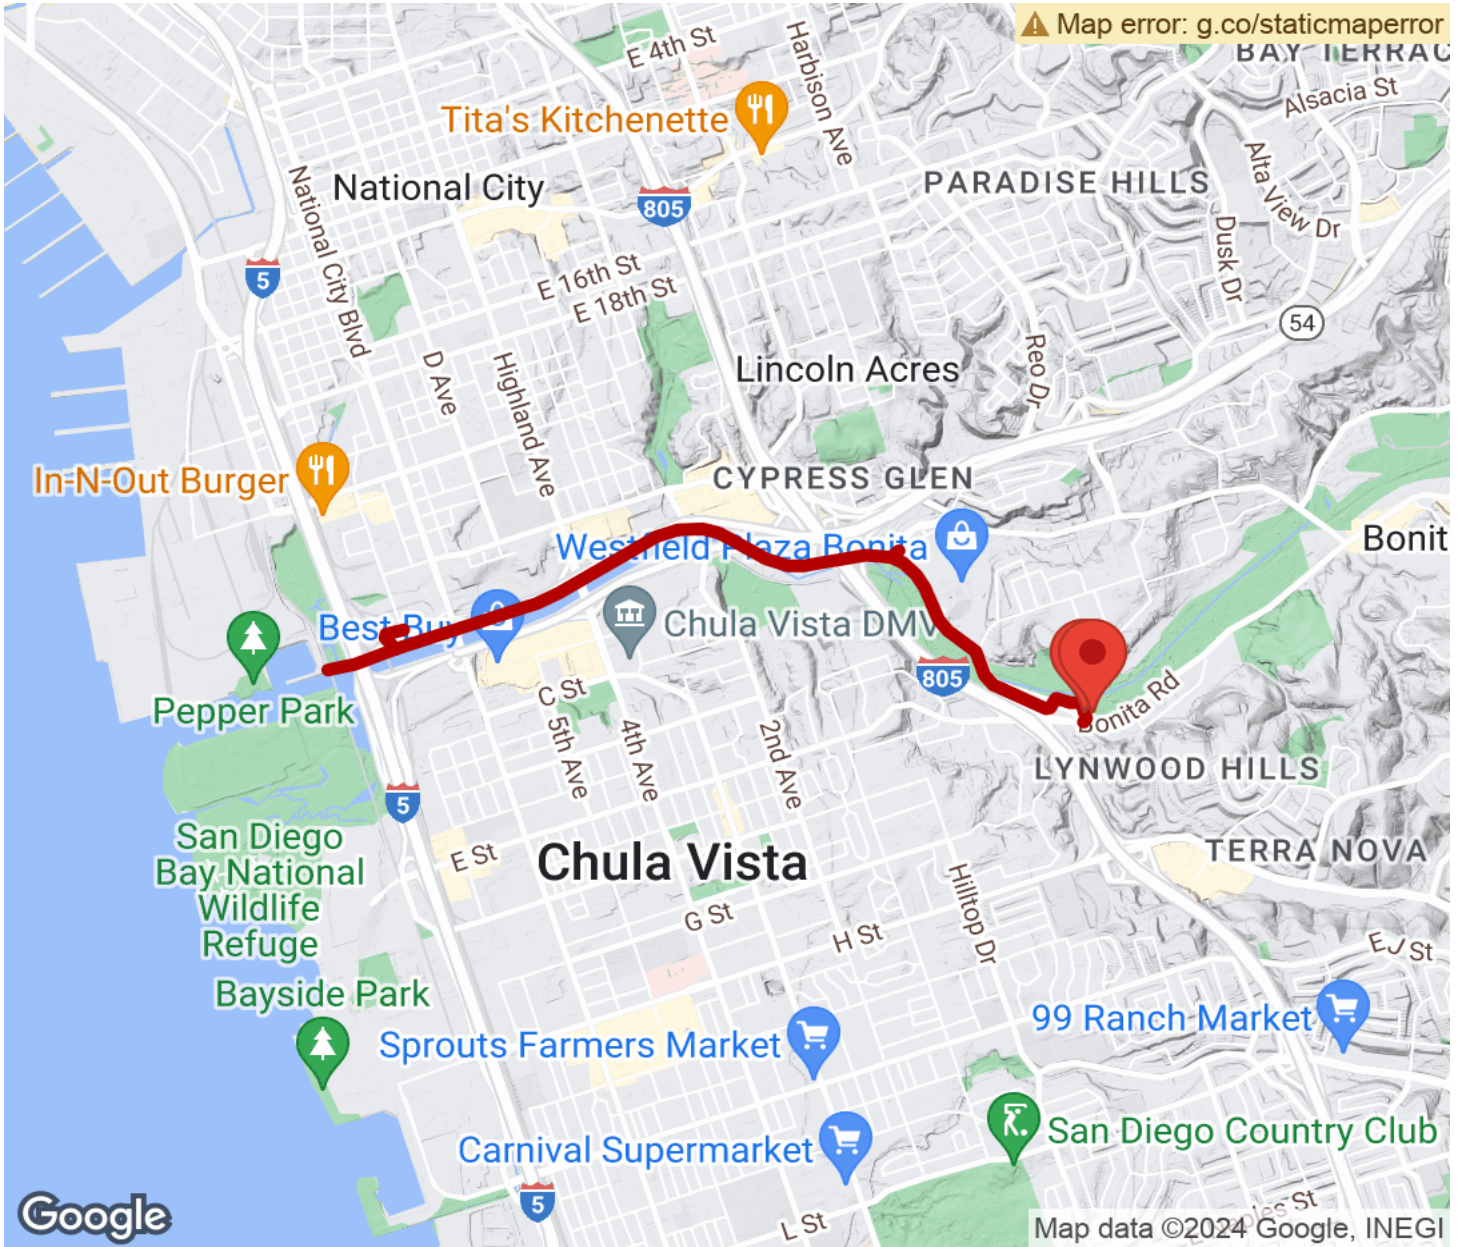 Map error: g.co/staticmaperror
BAY TERRAC
E 4th St
Harbison Ave
Alsacia St
Tita's Kitchenette
Alta View Dr
National City
805
PARADISE HILLS
National City Blvd
Dusk Dr
5
E 16th St
E 18th St
54
D Ave
Highland Ave
Lincoln Acres
Reo Dr
In-N-Out Burger
CYPRESS GLEN
Westfield Plaza Bonita
Bonit
Best Buy
Chula Vista DMV
805
Pepper Park
C St
5th Ave
4th Ave
2nd Ave
Bonita Rd
LYNWOOD HILLS
5
San Diego
Bay National
Wildlife
Refuge
E St
Chula Vista
TERRA NOVA
Hilltop Dr
G St
H St
E J St
Bayside Park
Sprouts Farmers Market
99 Ranch Market
Carnival Supermarket
San Diego Country Club
5
L St
Google
Map data ©2024 Google, INEGI